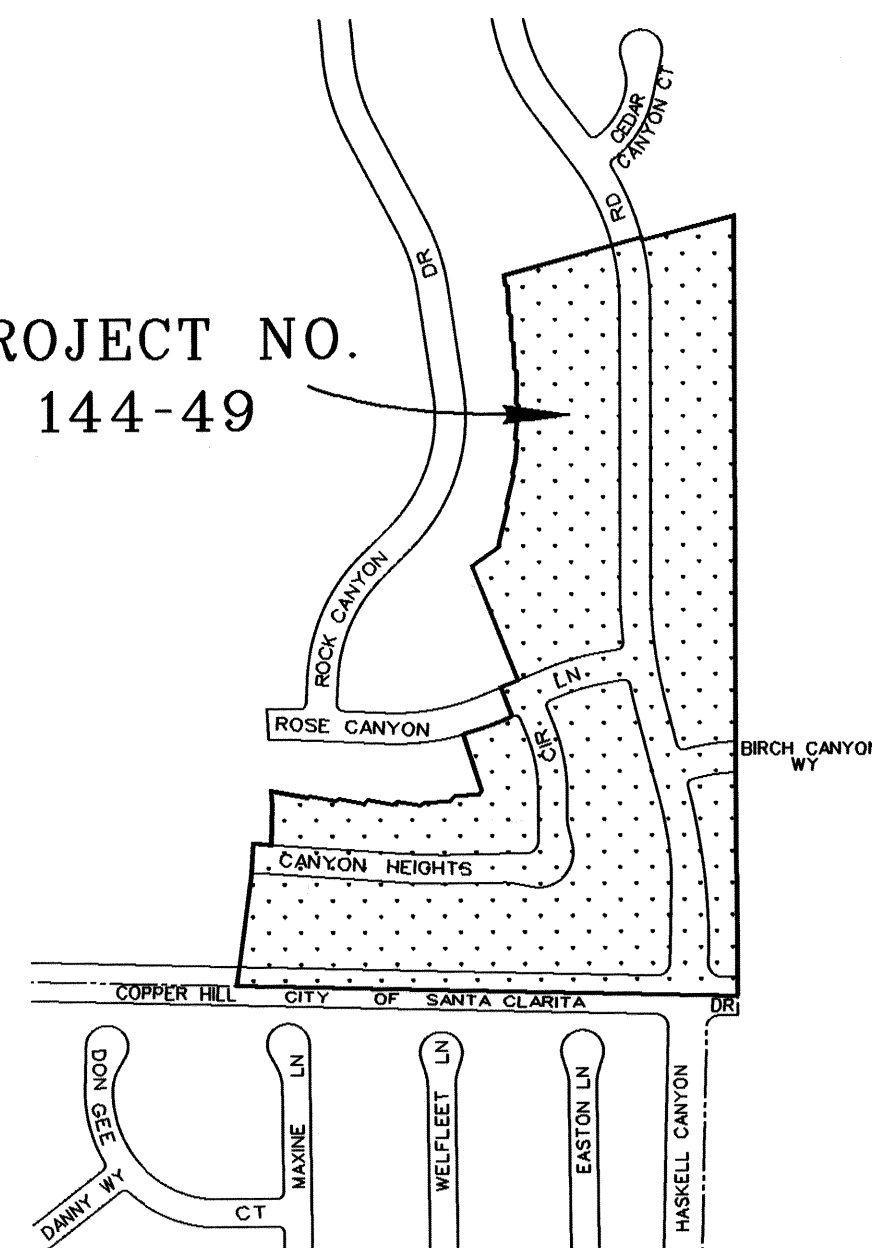 CEDAR
CANYON CT
RD
DR
ROJECT NO.
144-49
ROCK CANYON
LN
ROSE CANYON
CIR
BIRCH CANYON
WY
CANYON HEIGHTS
COPPER HILL CITY OF SANTA CLARITA DR
DON GEE
MAXINE LN
WELFLEET LN
EASTON LN
HASKELL CANYON
DANNY WY
CT